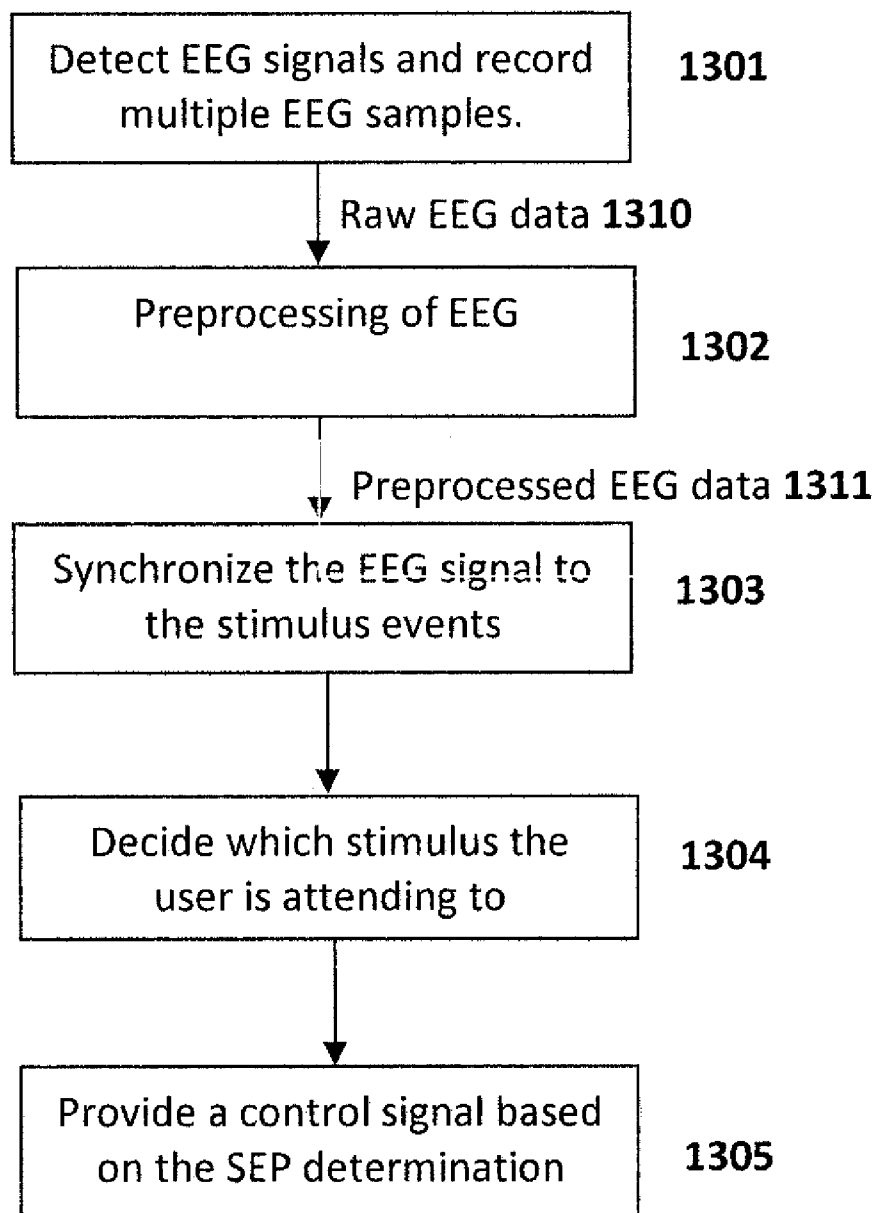 Detect EEG signals and record
multiple EEG samples.
1301
Raw EEG data 1310
Preprocessing of EEG
1302
Preprocessed EEG data 1311
Synchronize the EEG signal to
the stimulus events
1303
Decide which stimulus the
user is attending to
1304
Provide a control signal based
on the SEP determination
1305